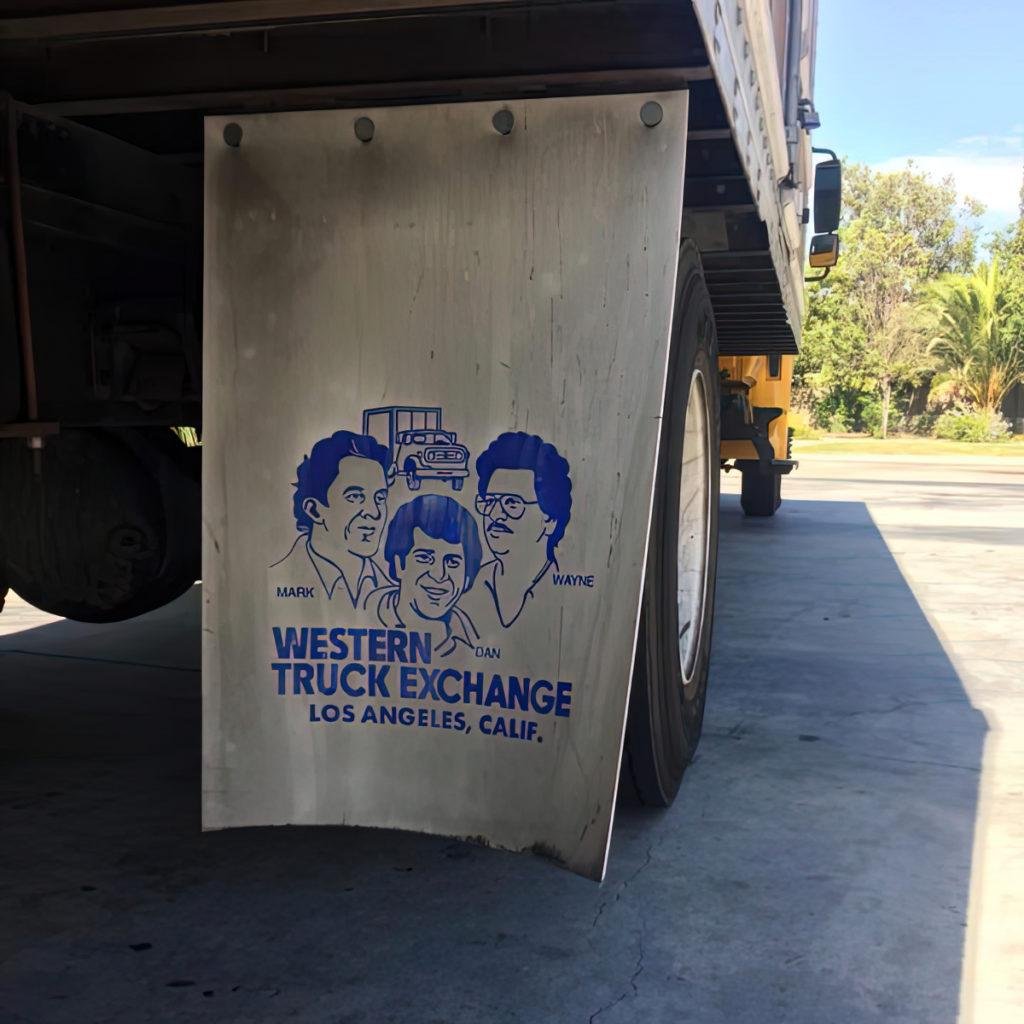 MARK
WAYNE
DAN
WESTERN
TRUCK EXCHANGE
LOS ANGELES, CALIF.